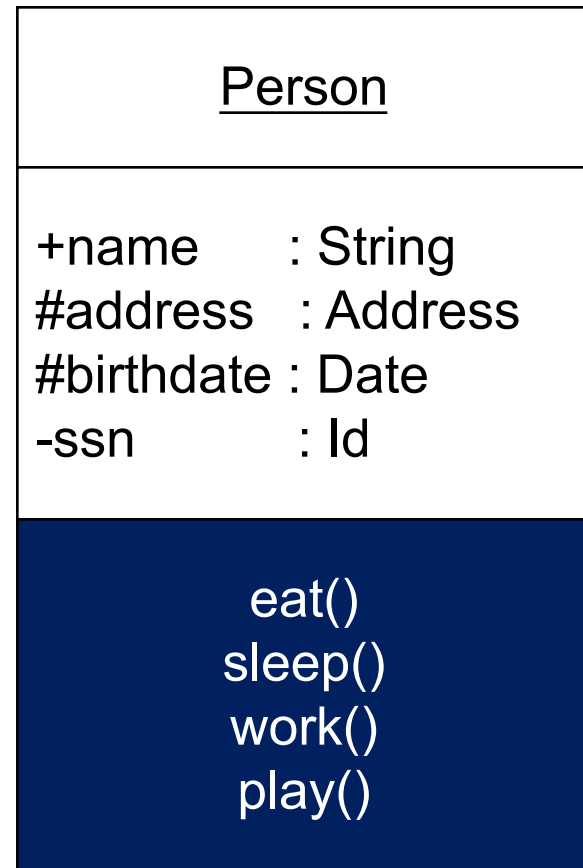 Person
+name : String
#address : Address
#birthdate : Date
-ssn : Id
eat()
sleep()
work()
play()